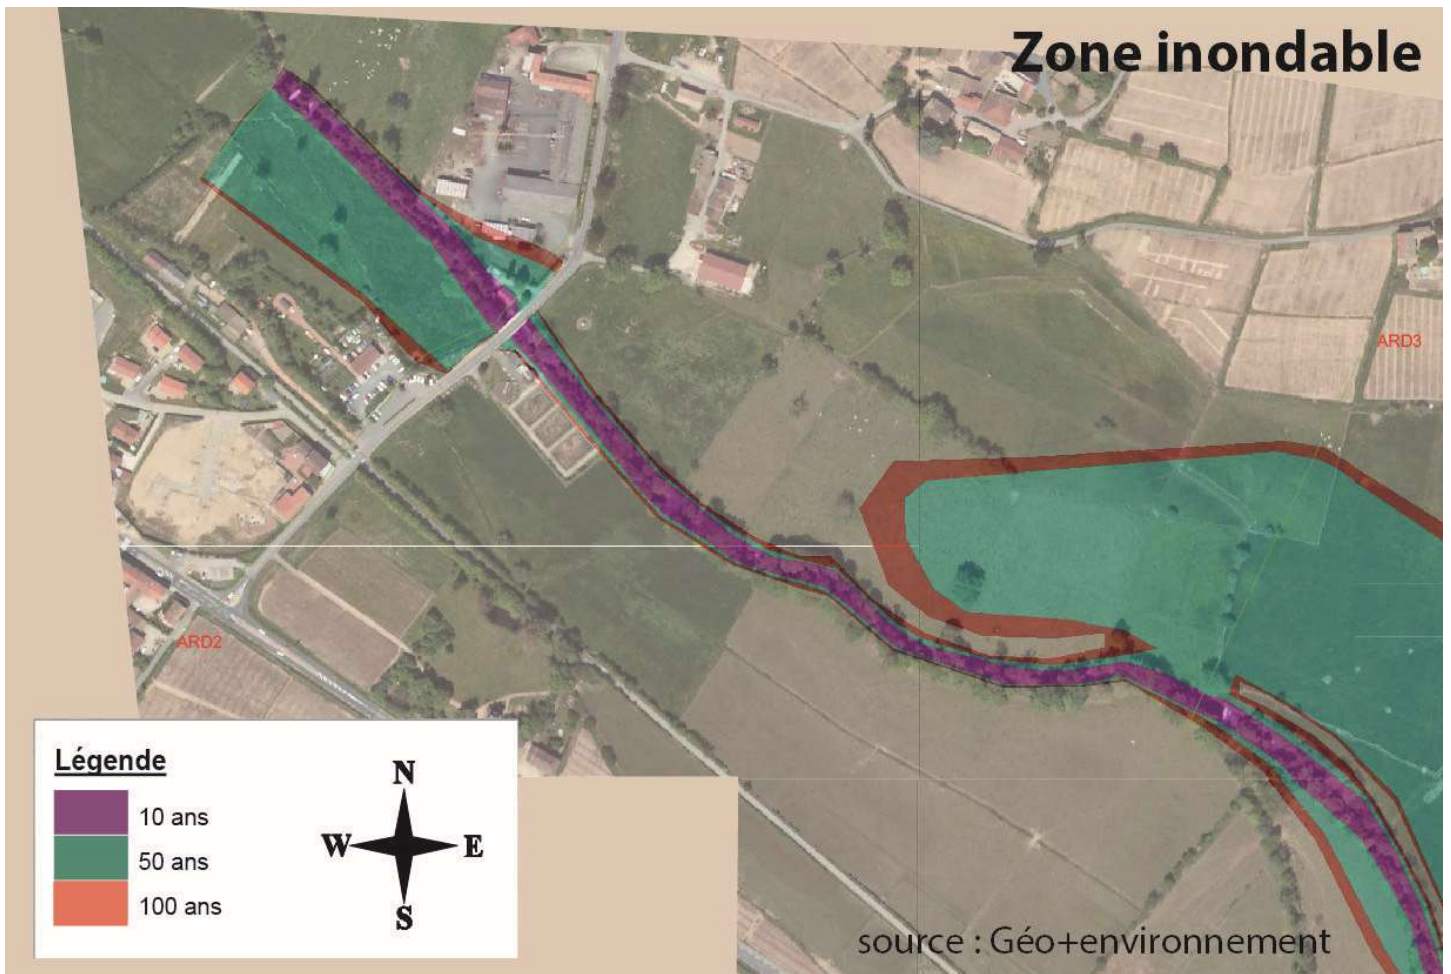 Zone inondable
ARD3
ARD2
Légende
10 ans
50 ans
100 ans
N
W E
S
source : Géo+environnement